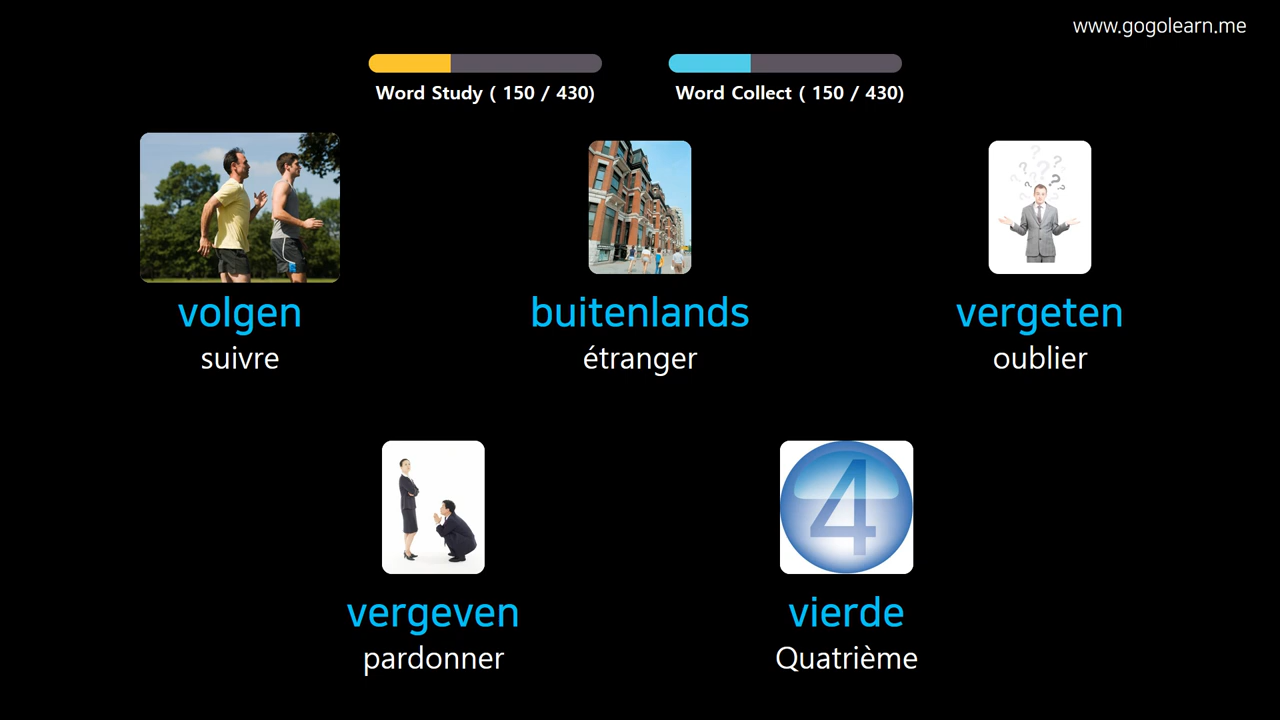 www.gogolearn.me
Word Study ( 150 / 430)
Word Collect ( 150 / 430)
volgen
suivre
buitenlands
étranger
vergeten
oublier
vergeven
pardonner
4
vierde
Quatrième